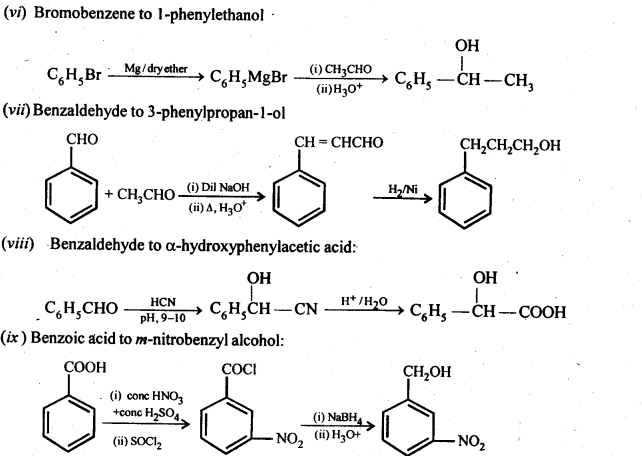 (vi) Bromobenzene to 1-phenylethanol
OH
C₆H₅Br Mg/dry ether C₆H₅MgBr (i) CH₃CHO (ii)H₃O⁺ C₆H₅ — CH — CH₃
(vii) Benzaldehyde to 3-phenylpropan-1-ol
CHO CH = CHCHO CH₂CH₂CH₂OH
+ CH₃CHO (i) Dil NaOH (ii) Δ, H₃O⁺ H₂/Ni
(viii) Benzaldehyde to α-hydroxyphenylacetic acid:
OH OH
C₆H₅CHO HCN pH, 9–10 C₆H₅CH — CN H⁺/H₂O C₆H₅ — CH — COOH
(ix) Benzoic acid to m-nitrobenzyl alcohol:
COOH COCl CH₂OH
(i) conc HNO₃
+conc H₂SO₄ (i) NaBH₄
(ii) SOCl₂ NO₂ (ii) H₃O+ NO₂